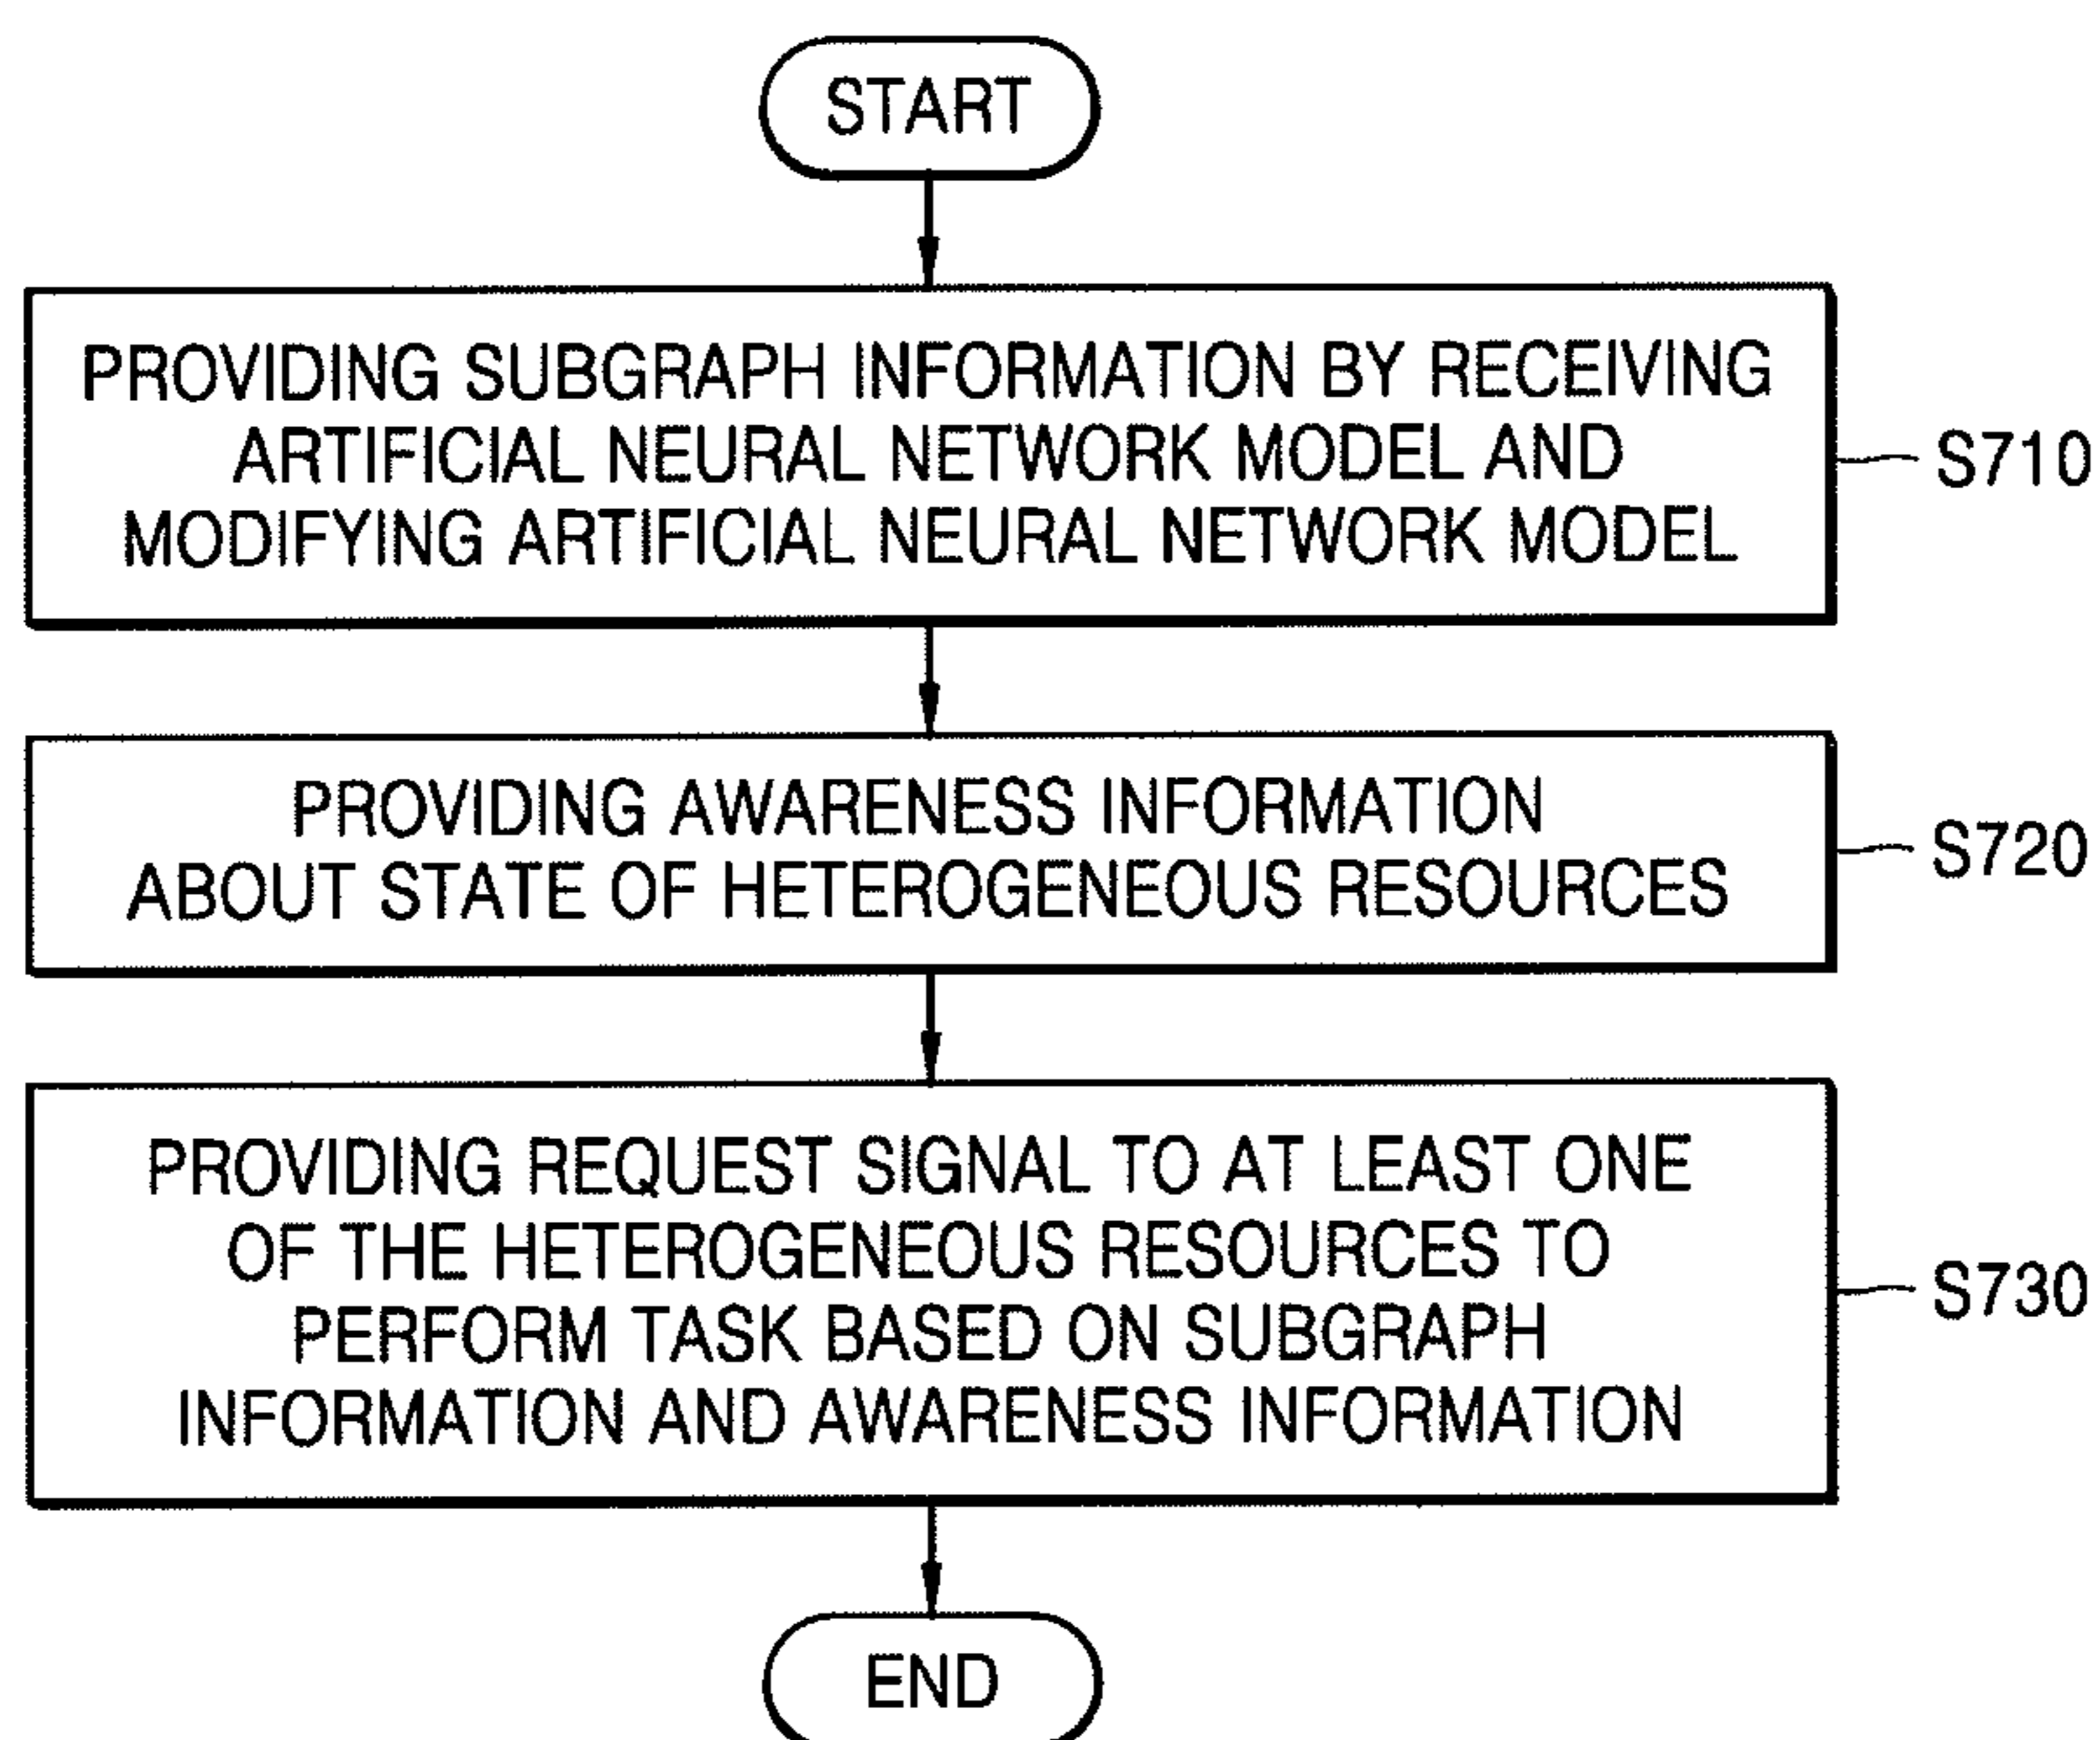 START
PROVIDING SUBGRAPH INFORMATION BY RECEIVING
ARTIFICIAL NEURAL NETWORK MODEL AND
MODIFYING ARTIFICIAL NEURAL NETWORK MODEL
S710
PROVIDING AWARENESS INFORMATION
ABOUT STATE OF HETEROGENEOUS RESOURCES
S720
PROVIDING REQUEST SIGNAL TO AT LEAST ONE
OF THE HETEROGENEOUS RESOURCES TO
PERFORM TASK BASED ON SUBGRAPH
INFORMATION AND AWARENESS INFORMATION
S730
END